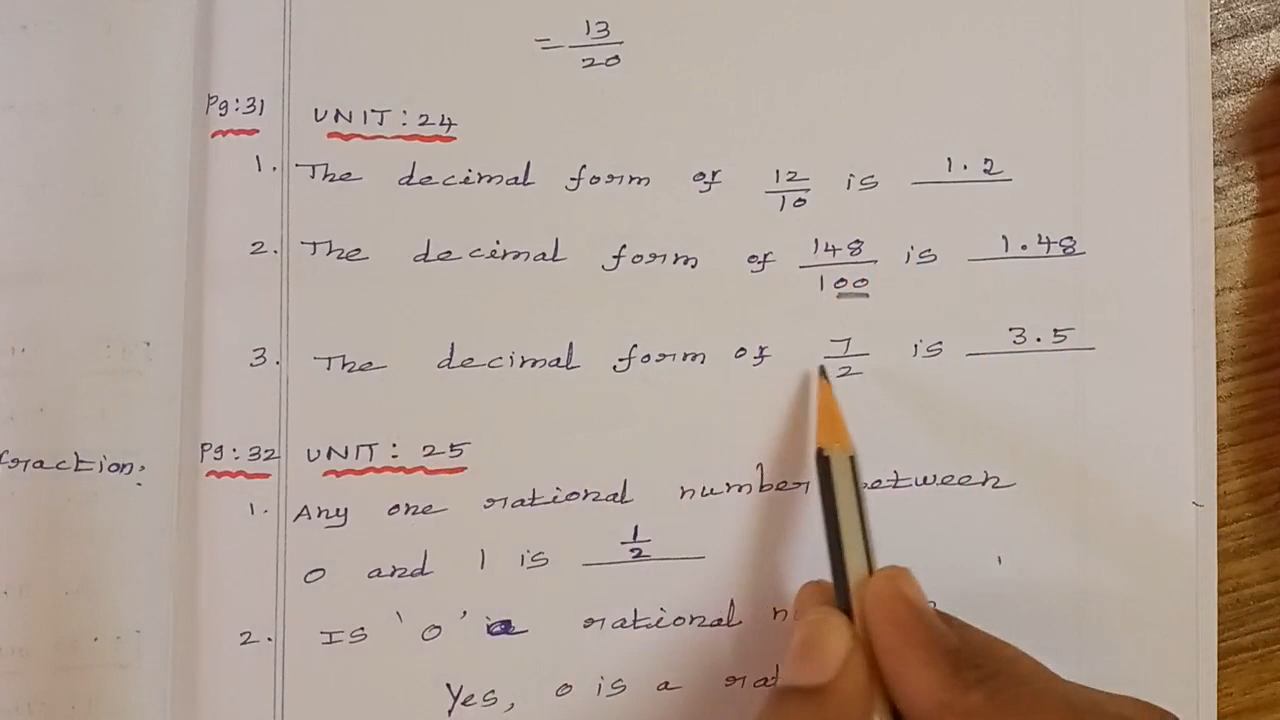 = 13/20
Pg:31 UNIT: 24
1. The decimal form of 12/10 is 1.2
2. The decimal form of 148/100 is 1.48
3. The decimal form of 7/2 is 3.5
fraction:
Pg:32 UNIT: 25
1. Any one rational number between
0 and 1 is 1/2
2. Is '0' a rational
Yes, 0 is a